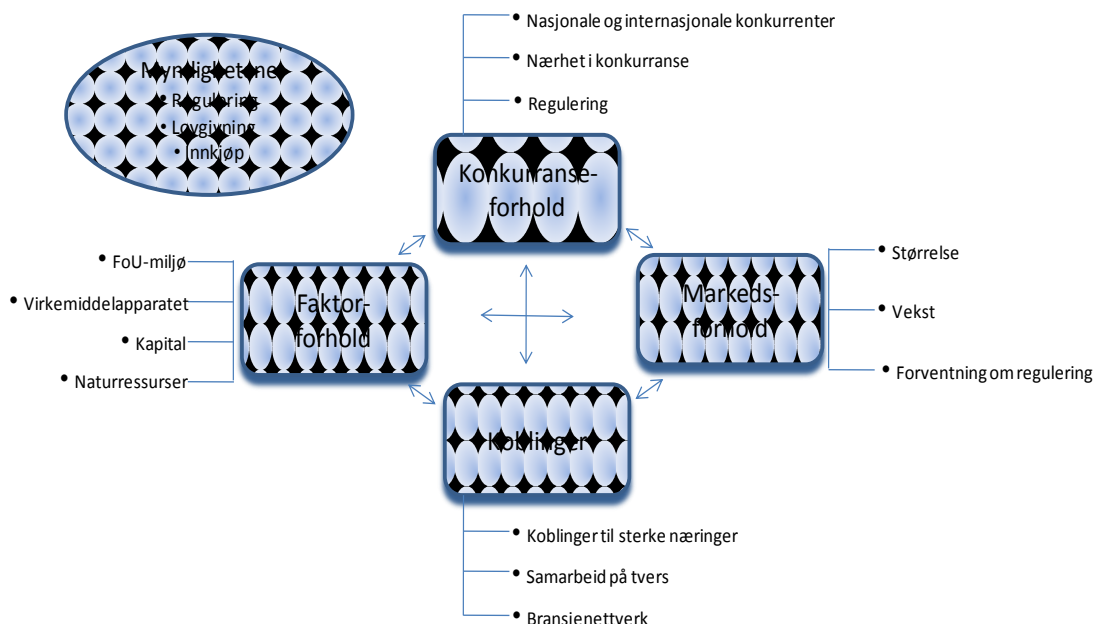 • Nasjonale og internasjonale konkurrenter
• Nærhet i konkurranse
• Regulering
Myndighetene
• Regulering
• Lovgivning
• Innkjøp
Konkurranse-
forhold
• FoU-miljø
• Virkemiddelapparatet
• Kapital
• Naturressurser
Faktor-
forhold
Markeds-
forhold
• Størrelse
• Vekst
• Forventning om regulering
Koblinger
• Koblinger til sterke næringer
• Samarbeid på tvers
• Bransjenettverk